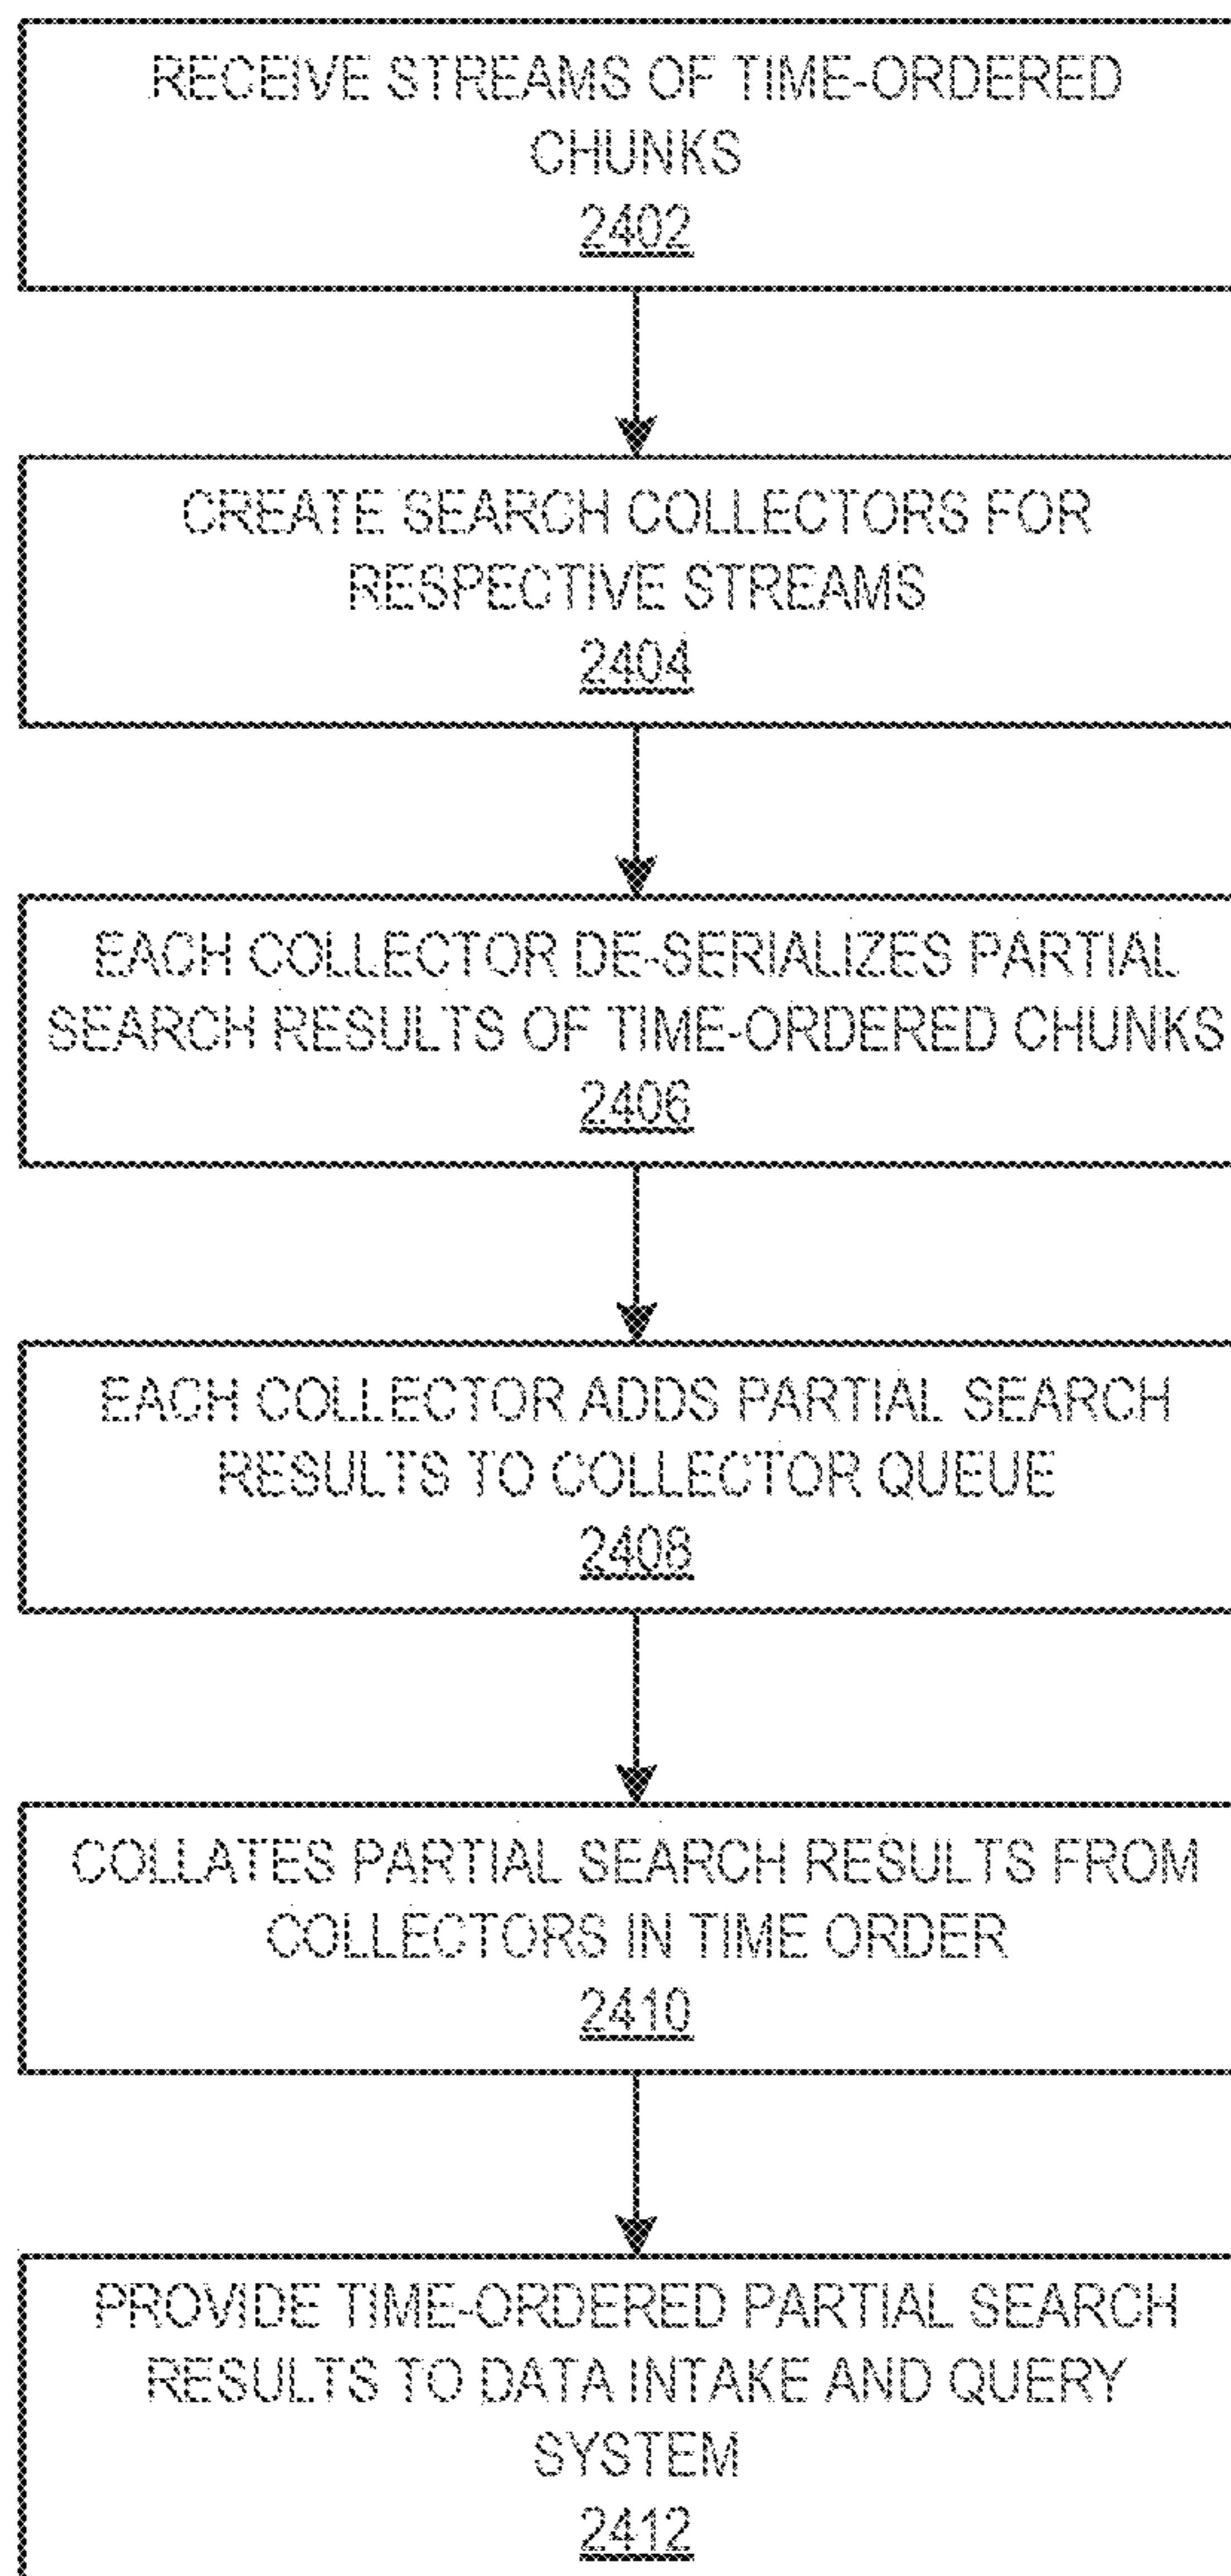 RECEIVE STREAMS OF TIME-ORDERED
CHUNKS
2402
CREATE SEARCH COLLECTORS FOR
RESPECTIVE STREAMS
2404
EACH COLLECTOR DE-SERIALIZES PARTIAL
SEARCH RESULTS OF TIME-ORDERED CHUNKS
2406
EACH COLLECTOR ADDS PARTIAL SEARCH
RESULTS TO COLLECTOR QUEUE
2408
COLLATES PARTIAL SEARCH RESULTS FROM
COLLECTORS IN TIME ORDER
2410
PROVIDE TIME-ORDERED PARTIAL SEARCH
RESULTS TO DATA INTAKE AND QUERY
SYSTEM
2412